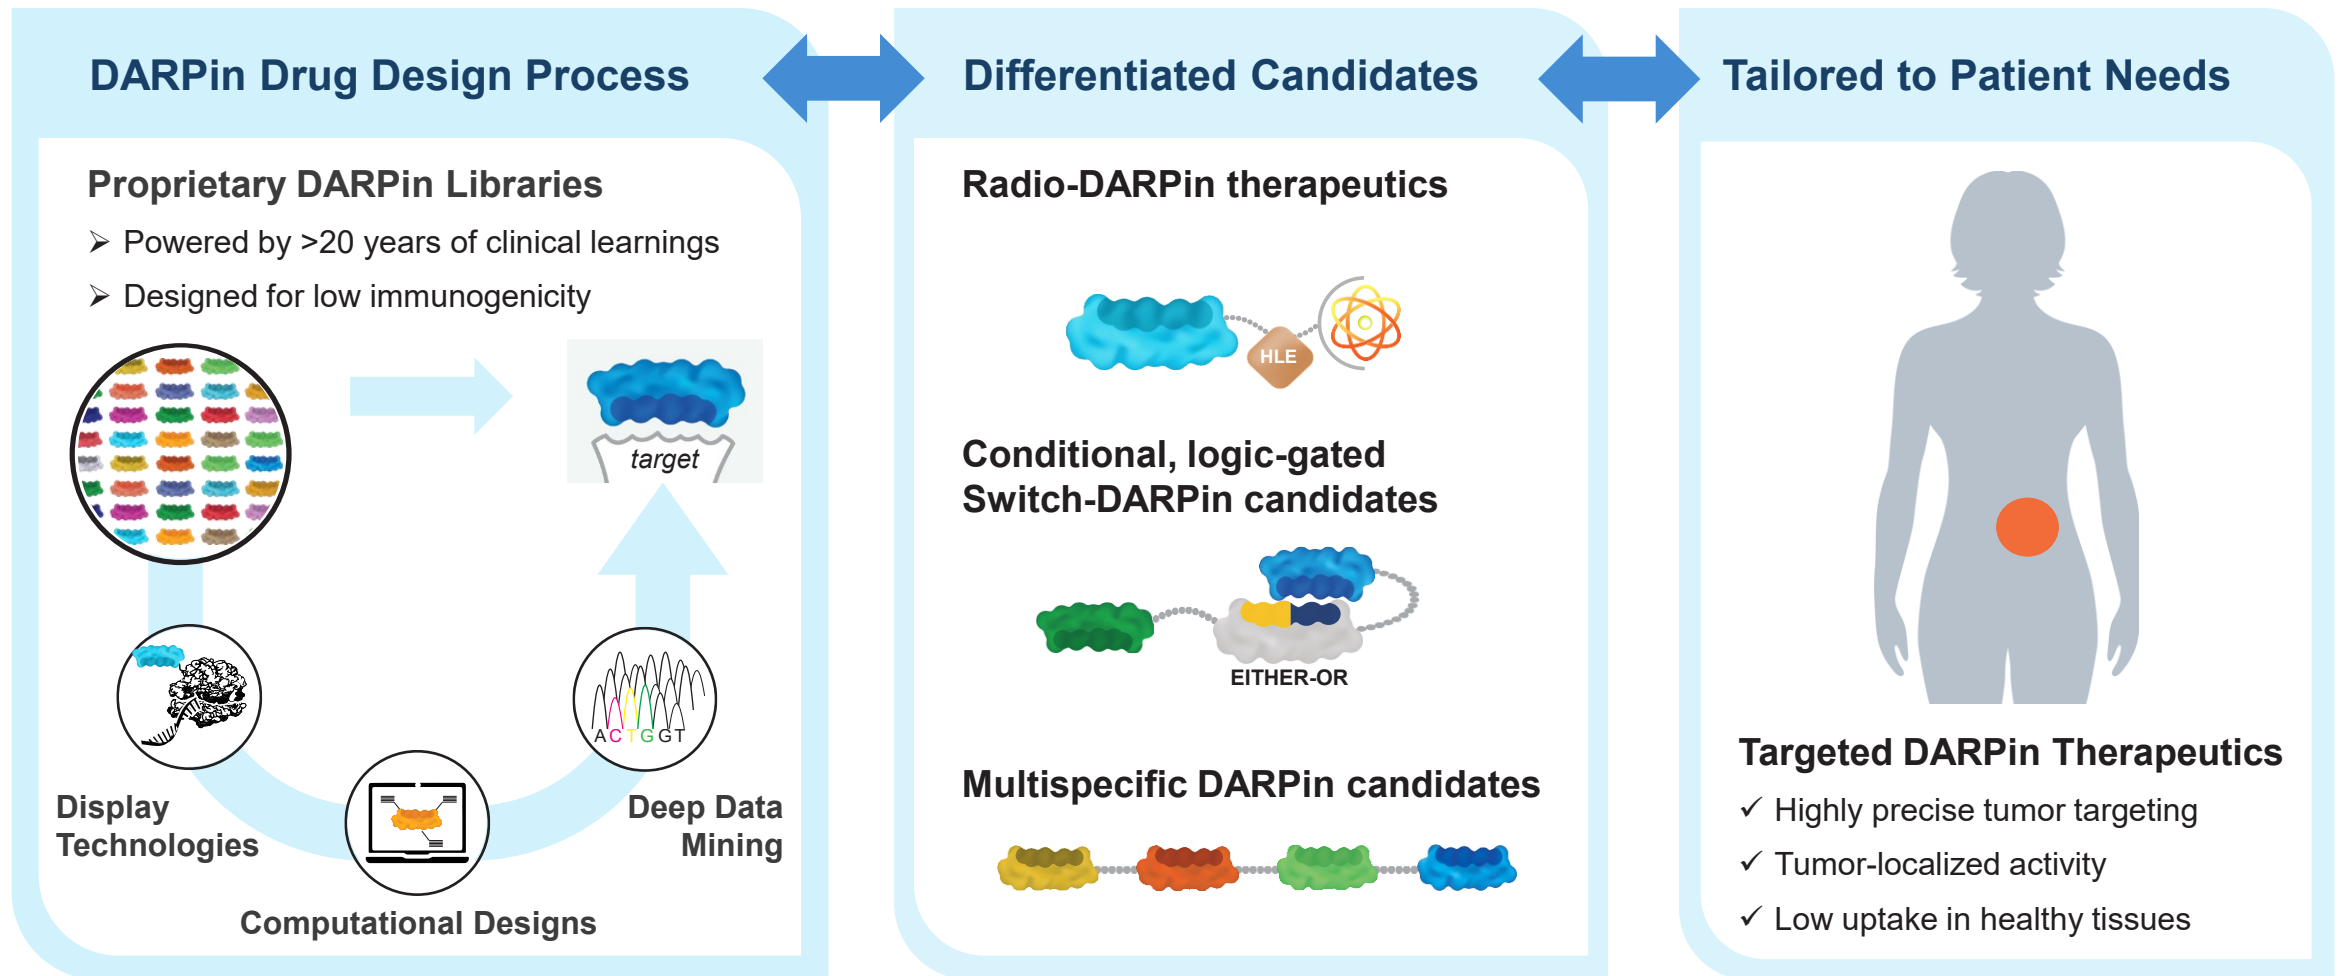 DARPin Drug Design Process
Proprietary DARPin Libraries
Powered by >20 years of clinical learnings
Designed for low immunogenicity
target
ACTGGT
Display
Technologies
Computational Designs
Deep Data
Mining
Differentiated Candidates
Radio-DARPin therapeutics
HLE
Conditional, logic-gated
Switch-DARPin candidates
EITHER-OR
Multispecific DARPin candidates
Tailored to Patient Needs
Targeted DARPin Therapeutics
Highly precise tumor targeting
Tumor-localized activity
Low uptake in healthy tissues